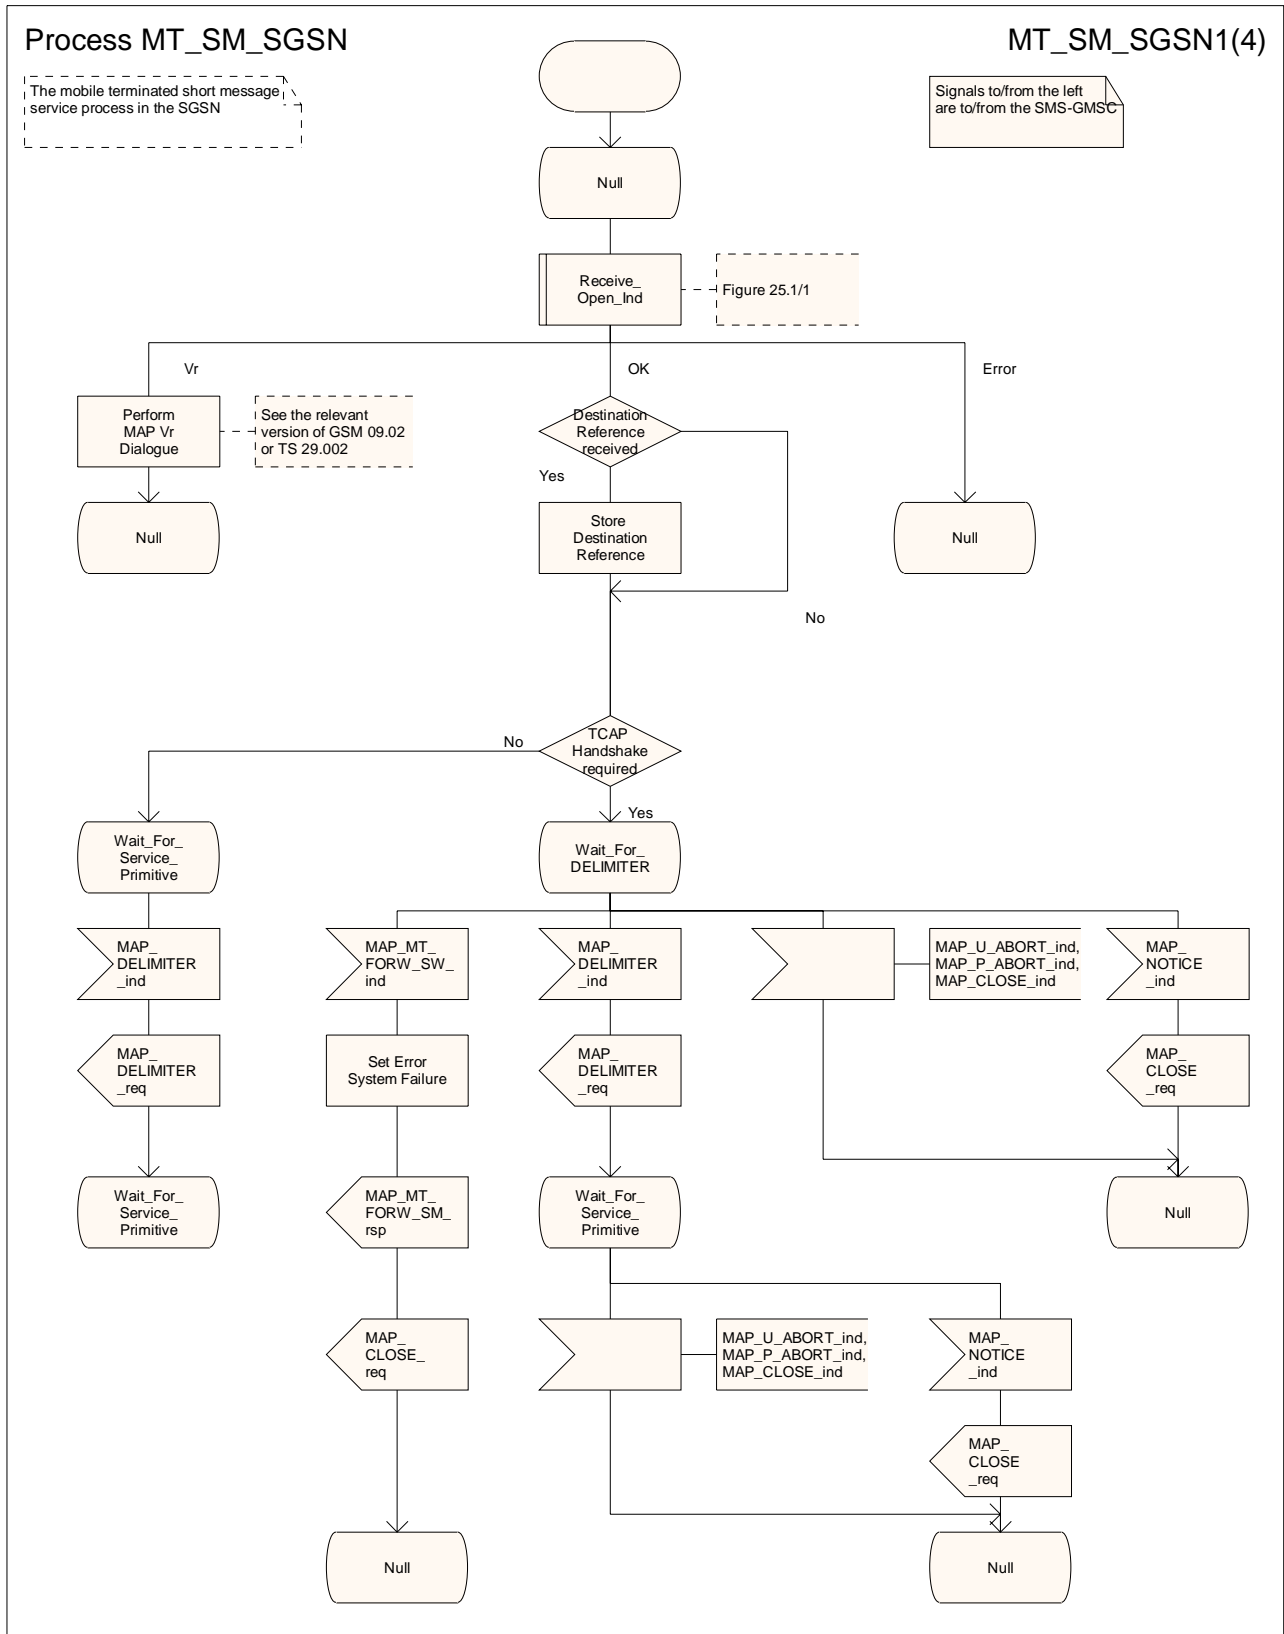 Process MT_SM_SGSN
MT_SM_SGSN1(4)
The mobile terminated short message
service process in the SGSN
Signals to/from the left
are to/from the SMS-GMSC
Null
Receive_
Open_Ind
Figure 25.1/1
Vr
OK
Error
Perform
MAP Vr
Dialogue
See the relevant
version of GSM 09.02
or TS 29.002
Destination
Reference
received
Yes
Null
Store
Destination
Reference
Null
No
TCAP
Handshake
required
No
Yes
Wait_For_
Service_
Primitive
Wait_For_
DELIMITER
MAP_
DELIMITER
_ind
MAP_MT_
FORW_SW_
ind
MAP_
DELIMITER
_ind
MAP_U_ABORT_ind,
MAP_P_ABORT_ind,
MAP_CLOSE_ind
MAP_
NOTICE
_ind
MAP_
DELIMITER
_req
Set Error
System Failure
MAP_
DELIMITER
_req
MAP_
CLOSE
_req
Wait_For_
Service_
Primitive
MAP_MT_
FORW_SM_
rsp
Wait_For_
Service_
Primitive
Null
MAP_
CLOSE_
req
MAP_U_ABORT_ind,
MAP_P_ABORT_ind,
MAP_CLOSE_ind
MAP_
NOTICE
_ind
MAP_
CLOSE
_req
Null
Null